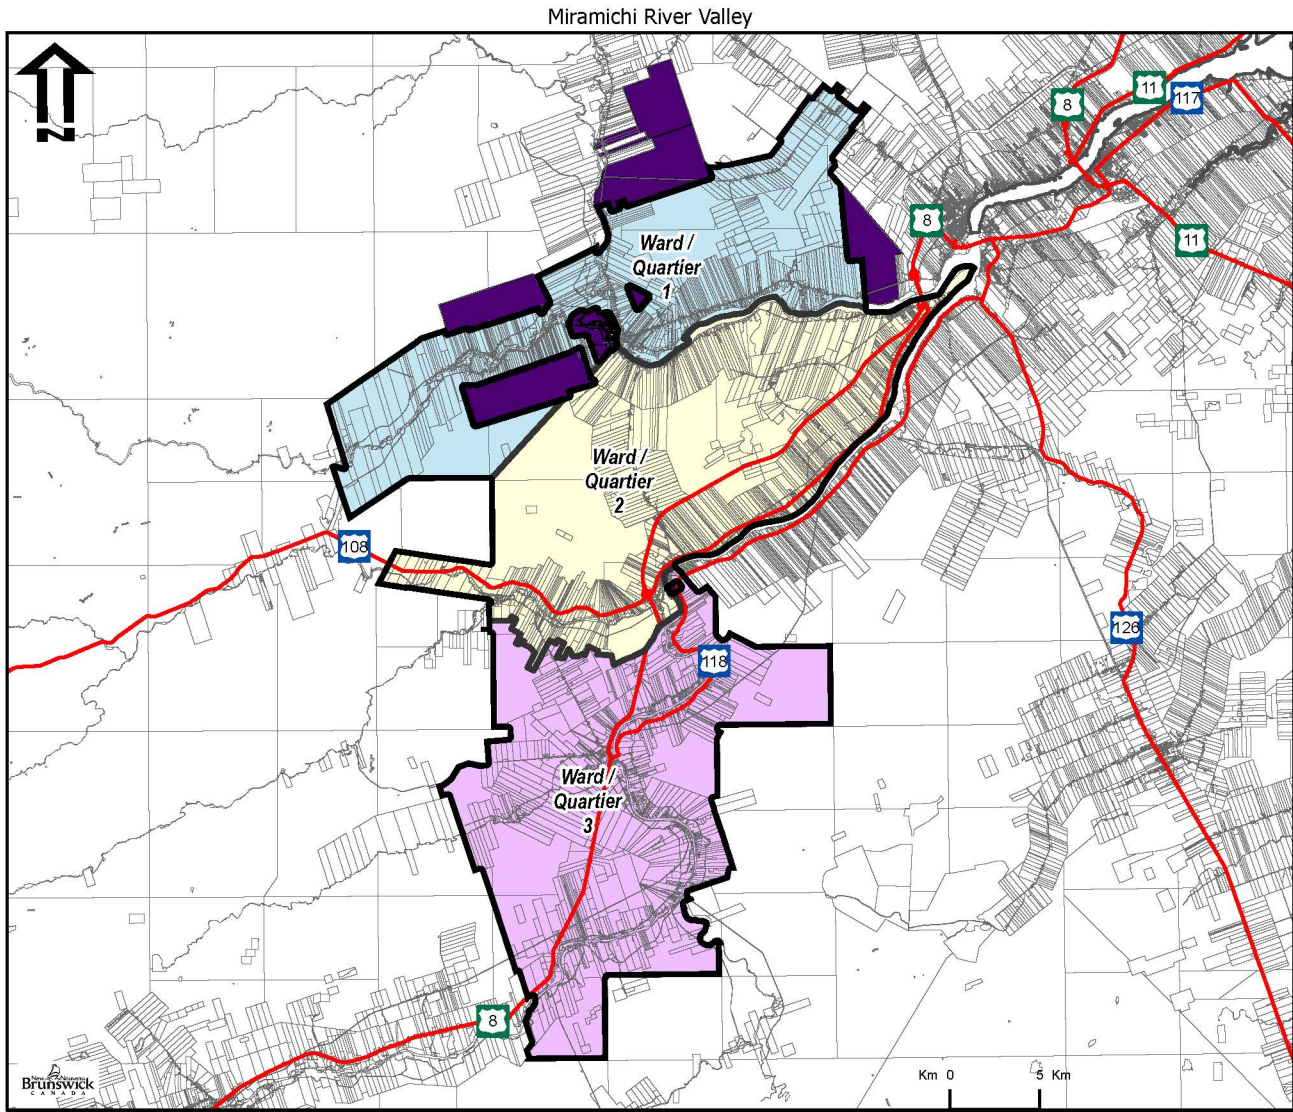 Miramichi River Valley
N
8
11
117
8
11
Ward /
Quartier
1
Ward /
Quartier
2
108
126
118
Ward /
Quartier
3
8
New Nouveau
Brunswick
CANADA
Km 0 5 Km